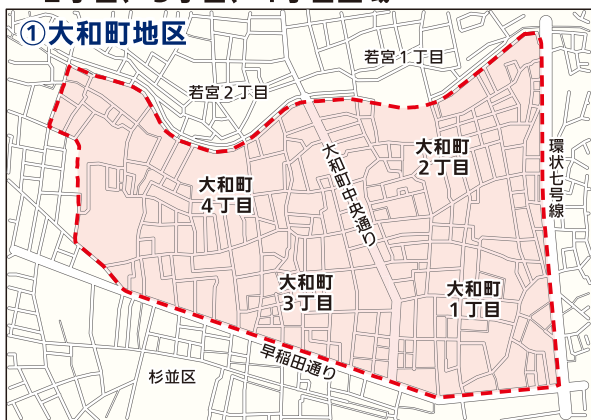 ①大和町地区
若宮1丁目
若宮2丁目
大和町
2丁目
環状七号線
大和町中央通り
大和町
4丁目
大和町
3丁目
大和町
1丁目
早稲田通り
杉並区